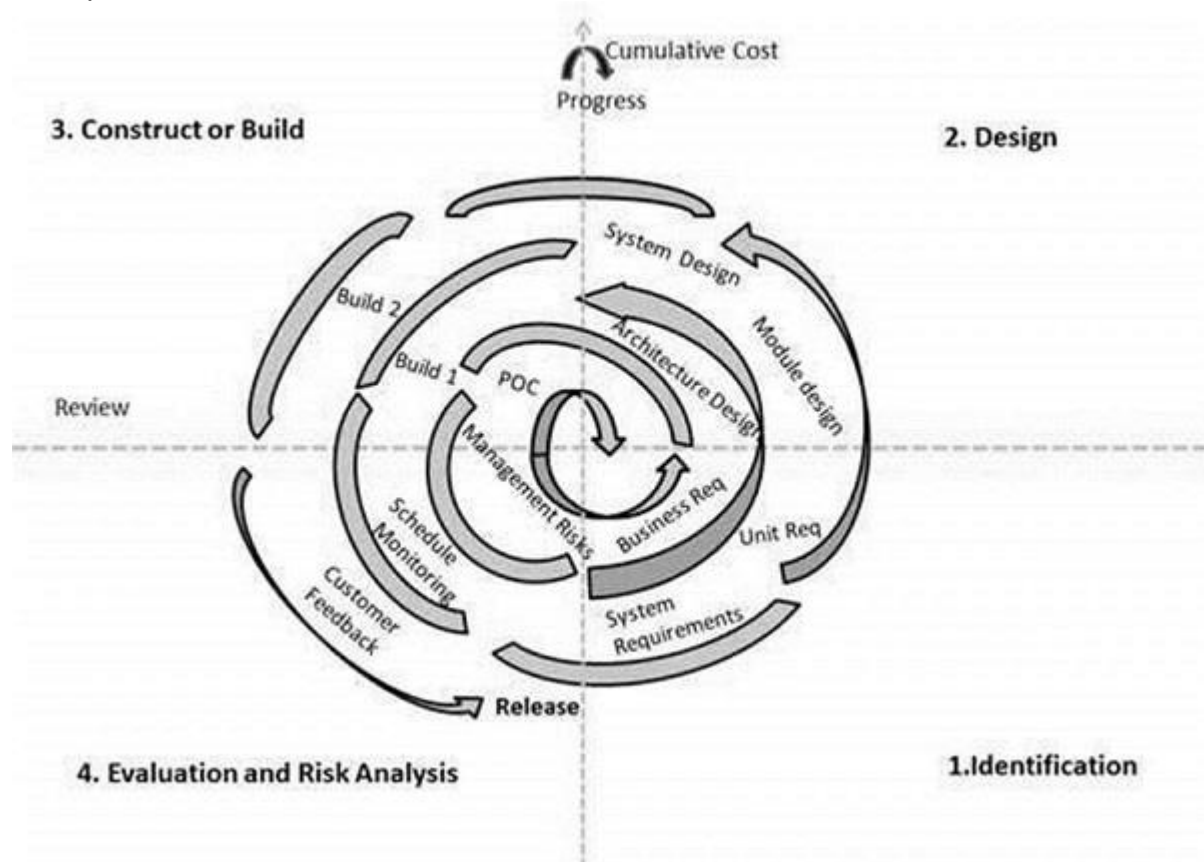 Cumulative Cost
Progress
3. Construct or Build
2. Design
System Design
Build 2
Architecture Design
Module design
Build 1
POC
Review
Management Risks
Business Req
Unit Req
Schedule
Monitoring
Customer
Feedback
System
Requirements
Release
4. Evaluation and Risk Analysis
1.Identification